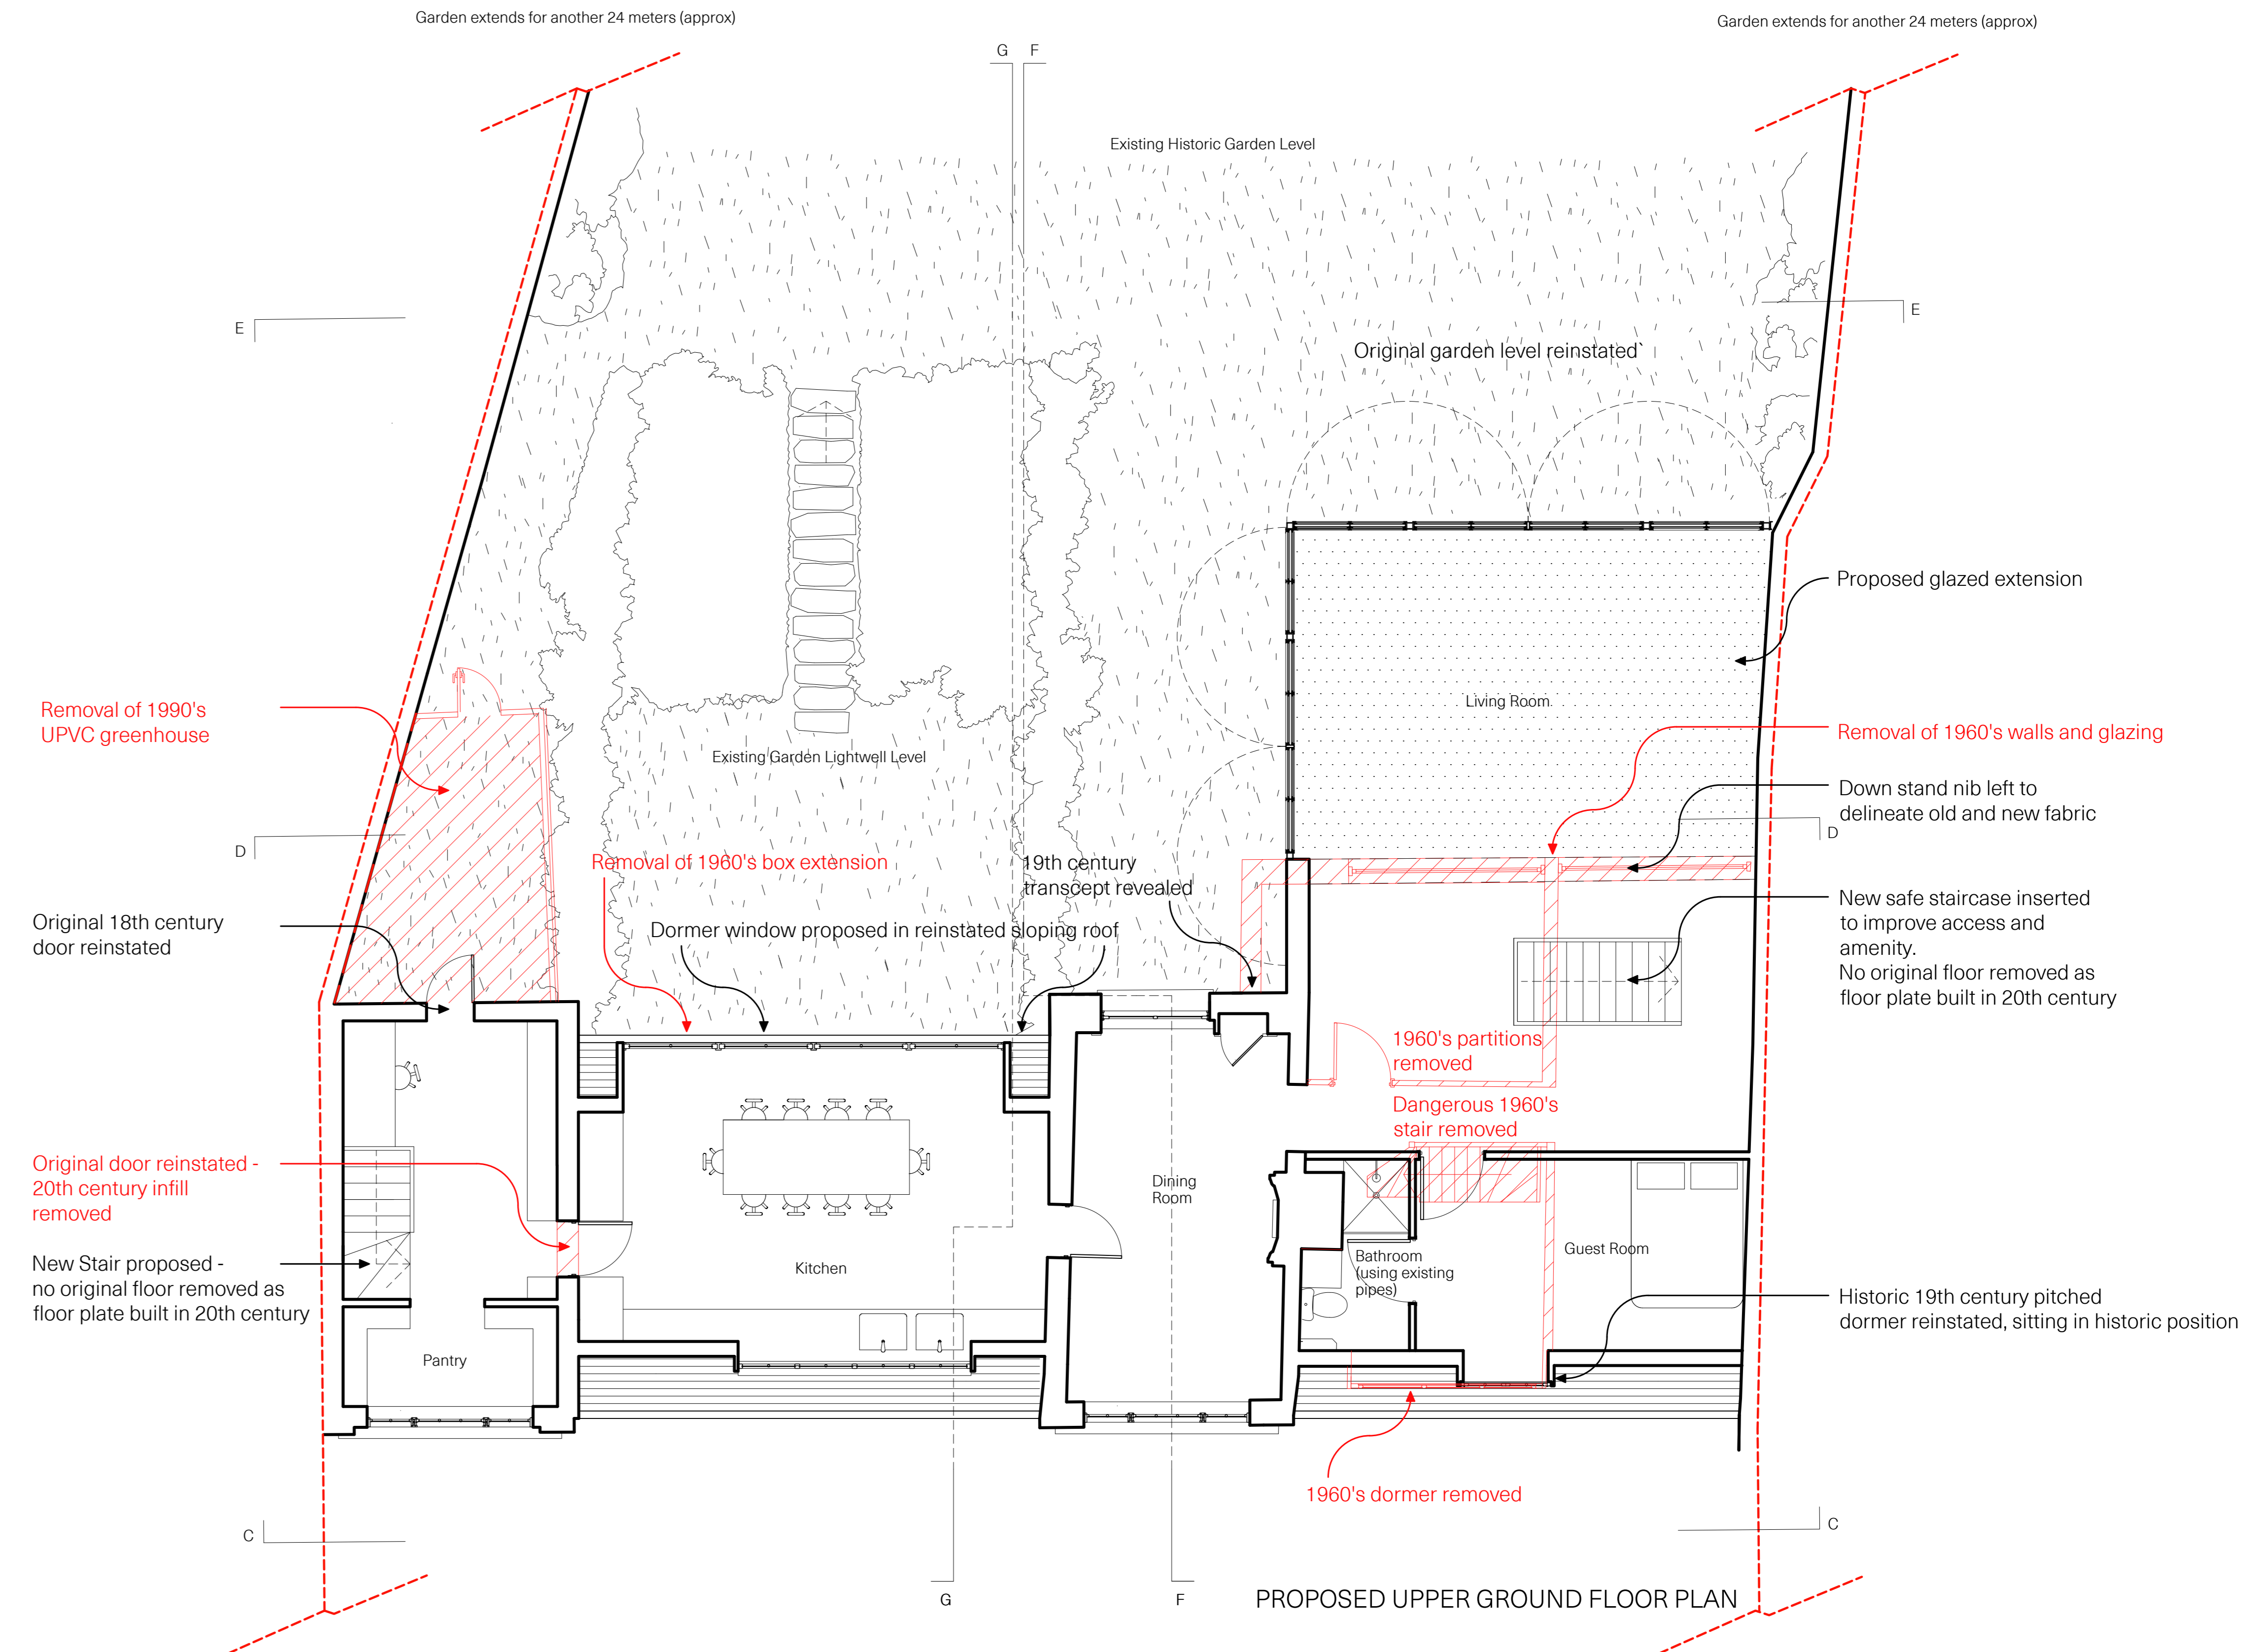 Garden extends for another 24 meters (approx)
Garden extends for another 24 meters (approx)
G
F
Existing Historic Garden Level
E
E
Original garden level reinstated`
Proposed glazed extension
Living Room
Removal of 1990's
UPVC greenhouse
Removal of 1960's walls and glazing
Existing Garden Lightwell Level
Down stand nib left to
delineate old and new fabric
D
D
Removal of 1960's box extension
19th century
transcept revealed
Original 18th century
door reinstated
Dormer window proposed in reinstated sloping roof
New safe staircase inserted
to improve access and
amenity.
No original floor removed as
floor plate built in 20th century
1960's partitions
removed
Dangerous 1960's
stair removed
Original door reinstated -
20th century infill
removed
Dining
Room
New Stair proposed -
no original floor removed as
floor plate built in 20th century
Kitchen
Bathroom
(using existing
pipes)
Guest Room
Historic 19th century pitched
dormer reinstated, sitting in historic position
Pantry
1960's dormer removed
C
C
G
F
PROPOSED UPPER GROUND FLOOR PLAN